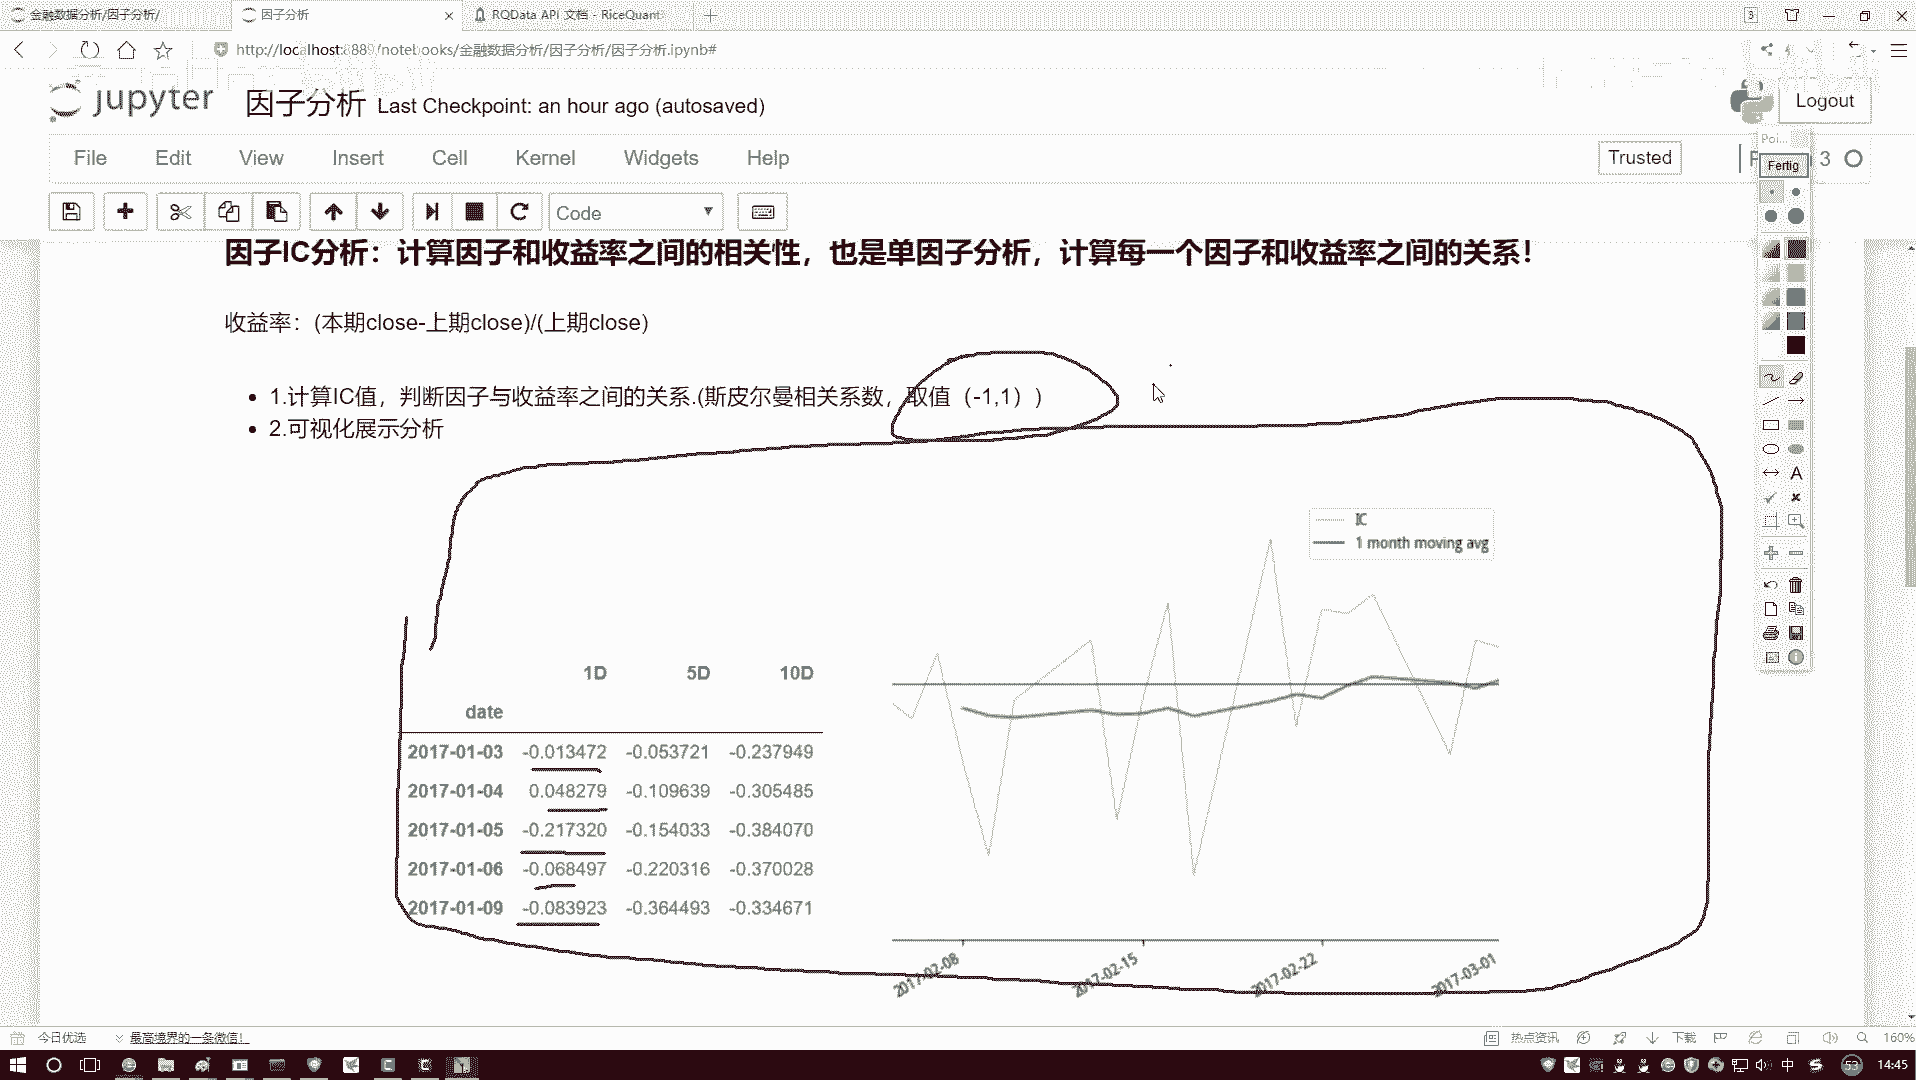 金融数据分析/因子分析/
因子分析
RQData API 文档 - RiceQuant
http://localhost:8889/notebooks/金融数据分析/因子分析/因子分析.ipynb#
jupyter 因子分析 Last Checkpoint: an hour ago (autosaved)
Logout
File Edit View Insert Cell Kernel Widgets Help
Trusted
3
Fertig
Code
因子IC分析：计算因子和收益率之间的相关性，也是单因子分析，计算每一个因子和收益率之间的关系！
收益率：(本期close-上期close)/(上期close)
1.计算IC值，判断因子与收益率之间的关系.(斯皮尔曼相关系数，取值（-1,1）)
2.可视化展示分析
IC
1 month moving avg
1D 5D 10D
date
2017-01-03 -0.013472 -0.053721 -0.237949
2017-01-04 0.048279 -0.109639 -0.305485
2017-01-05 -0.217320 -0.154033 -0.384070
2017-01-06 -0.068497 -0.220316 -0.370028
2017-01-09 -0.083923 -0.364493 -0.334671
2017-02-08 2017-02-15 2017-02-22 2017-03-01
今日优选
最高境界的一条微信！
热点资讯
下载
160%
中
53
14:45